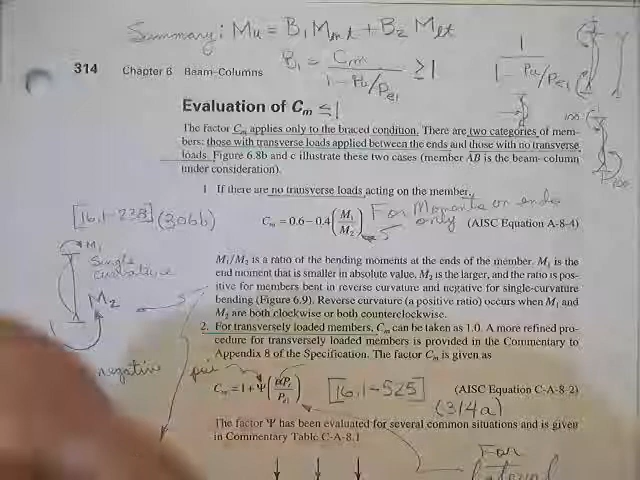 Summary: Mu = B₁ Mnt + B₂ Mlt
B₁ = Cm / (1 - Pu/Pe1) ≥ 1
1 / (1 - Pu/Pe1)
314 Chapter 6 Beam-Columns
Evaluation of Cm ≤ 1
The factor Cm applies only to the braced condition. There are two categories of mem-
bers: those with transverse loads applied between the ends and those with no transverse
loads. Figure 6.8b and c illustrate these two cases (member AB is the beam-column
under consideration).
1 If there are no transverse loads acting on the member,
[16.1-238] (306b)
For Moments on ends
only
Cm = 0.6 - 0.4 (M₁/M₂) (AISC Equation A-8-4)
M₁
Single
curvature
M₂
M₁/M₂ is a ratio of the bending moments at the ends of the member. M₁ is the
end moment that is smaller in absolute value, M₂ is the larger, and the ratio is pos-
itive for members bent in reverse curvature and negative for single-curvature
bending (Figure 6.9). Reverse curvature (a positive ratio) occurs when M₁ and
M₂ are both clockwise or both counterclockwise.
2. For transversely loaded members, Cm can be taken as 1.0. A more refined pro-
cedure for transversely loaded members is provided in the Commentary to
Appendix 8 of the Specification. The factor Cm is given as
negative
psi
Cm = 1 + Ψ (αPr/Pe1) [16.1-525] (AISC Equation C-A-8-2)
(314a)
The factor Ψ has been evaluated for several common situations and is given
in Commentary Table C-A-8.1
For
lateral